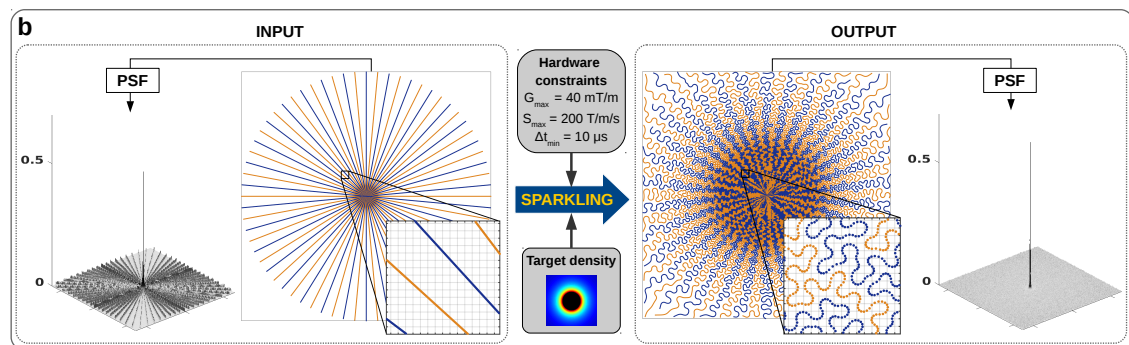 b
INPUT
PSF
0.5
0
Hardware
constraints
Gmax = 40 mT/m
Smax = 200 T/m/s
Δtmin = 10 μs
SPARKLING
Target density
OUTPUT
PSF
0.5
0